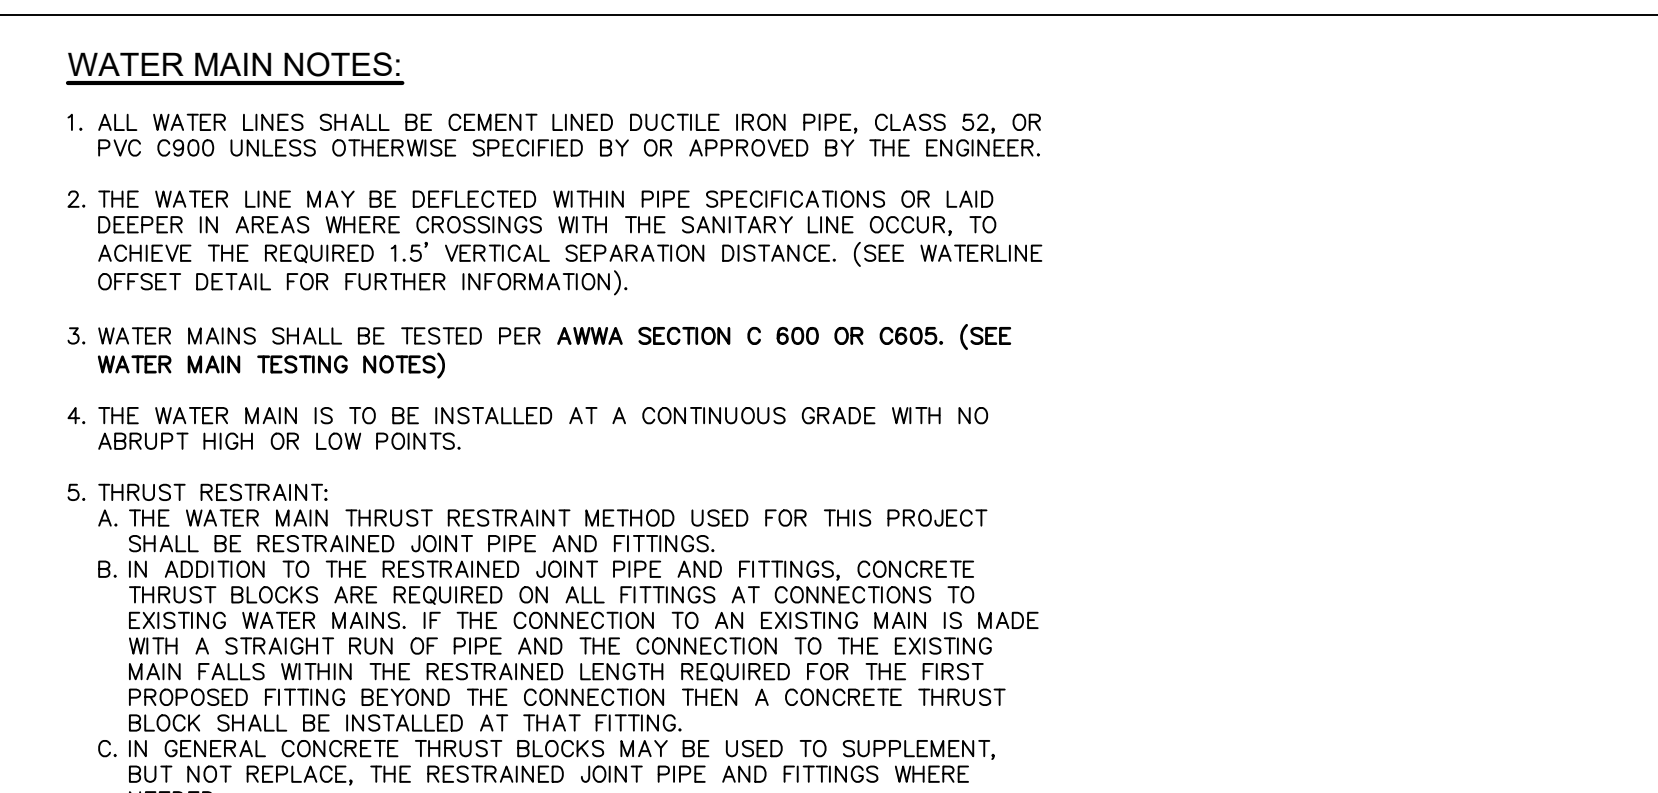 WATER MAIN NOTES:
1. ALL WATER LINES SHALL BE CEMENT LINED DUCTILE IRON PIPE, CLASS 52, OR
PVC C900 UNLESS OTHERWISE SPECIFIED BY OR APPROVED BY THE ENGINEER.
2. THE WATER LINE MAY BE DEFLECTED WITHIN PIPE SPECIFICATIONS OR LAID
DEEPER IN AREAS WHERE CROSSINGS WITH THE SANITARY LINE OCCUR, TO
ACHIEVE THE REQUIRED 1.5' VERTICAL SEPARATION DISTANCE. (SEE WATERLINE
OFFSET DETAIL FOR FURTHER INFORMATION).
3. WATER MAINS SHALL BE TESTED PER AWWA SECTION C 600 OR C605. (SEE
WATER MAIN TESTING NOTES)
4. THE WATER MAIN IS TO BE INSTALLED AT A CONTINUOUS GRADE WITH NO
ABRUPT HIGH OR LOW POINTS.
5. THRUST RESTRAINT:
A. THE WATER MAIN THRUST RESTRAINT METHOD USED FOR THIS PROJECT
SHALL BE RESTRAINED JOINT PIPE AND FITTINGS.
B. IN ADDITION TO THE RESTRAINED JOINT PIPE AND FITTINGS, CONCRETE
THRUST BLOCKS ARE REQUIRED ON ALL FITTINGS AT CONNECTIONS TO
EXISTING WATER MAINS. IF THE CONNECTION TO AN EXISTING MAIN IS MADE
WITH A STRAIGHT RUN OF PIPE AND THE CONNECTION TO THE EXISTING
MAIN FALLS WITHIN THE RESTRAINED LENGTH REQUIRED FOR THE FIRST
PROPOSED FITTING BEYOND THE CONNECTION THEN A CONCRETE THRUST
BLOCK SHALL BE INSTALLED AT THAT FITTING.
C. IN GENERAL CONCRETE THRUST BLOCKS MAY BE USED TO SUPPLEMENT,
BUT NOT REPLACE, THE RESTRAINED JOINT PIPE AND FITTINGS WHERE